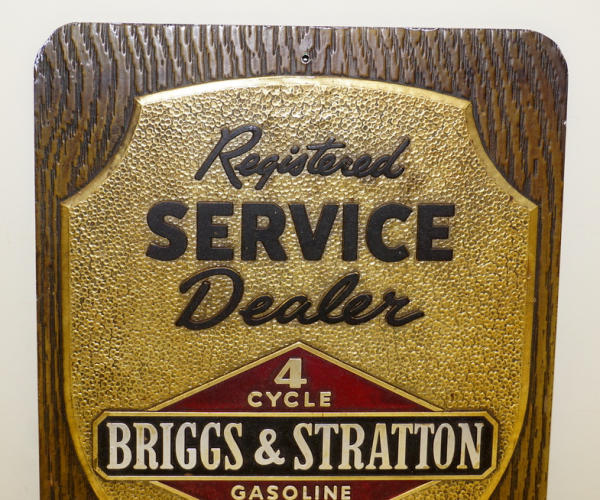 Registered
SERVICE
Dealer
4
CYCLE
BRIGGS & STRATTON
GASOLINE